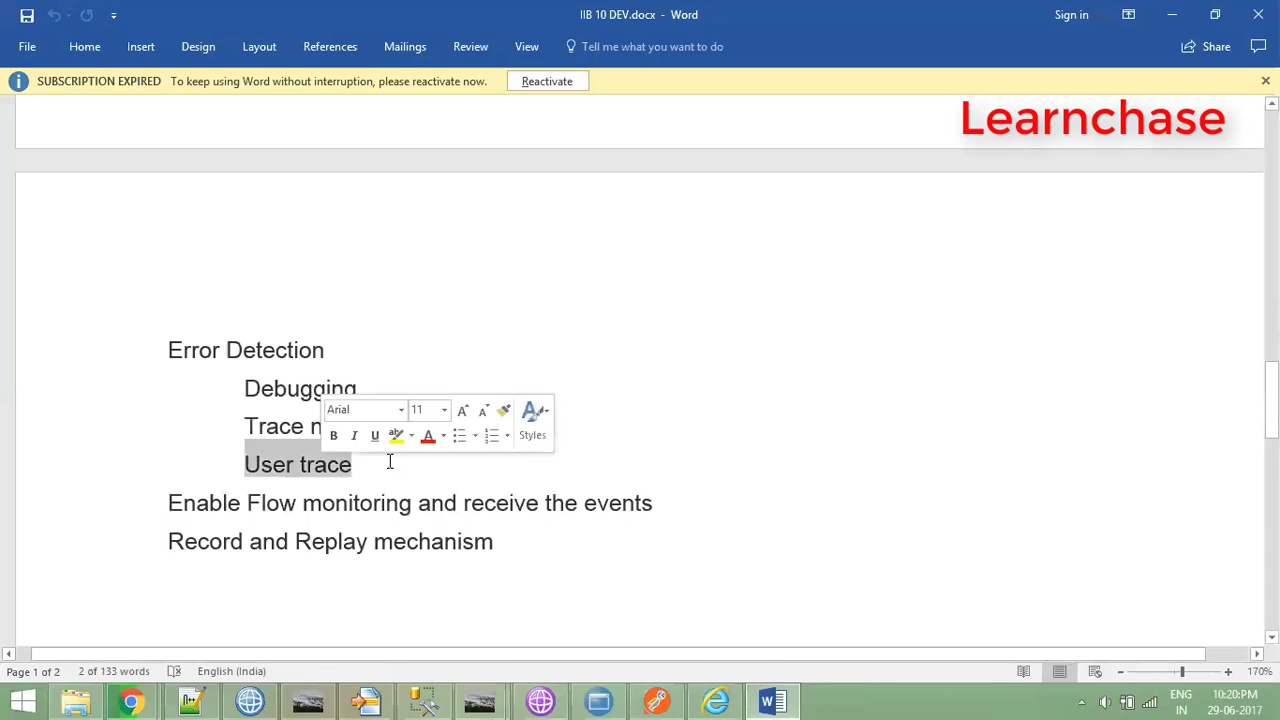 IIB 10 DEV.docx - Word
Sign in
File Home Insert Design Layout References Mailings Review View Tell me what you want to do Share
SUBSCRIPTION EXPIRED To keep using Word without interruption, please reactivate now. Reactivate
Learnchase
Error Detection
Debugging
Arial 11
Trace n
B I U ab A Styles
User trace
Enable Flow monitoring and receive the events
Record and Replay mechanism
Page 1 of 2 2 of 133 words English (India) 170%
ENG 10:20:PM
IN 29-06-2017